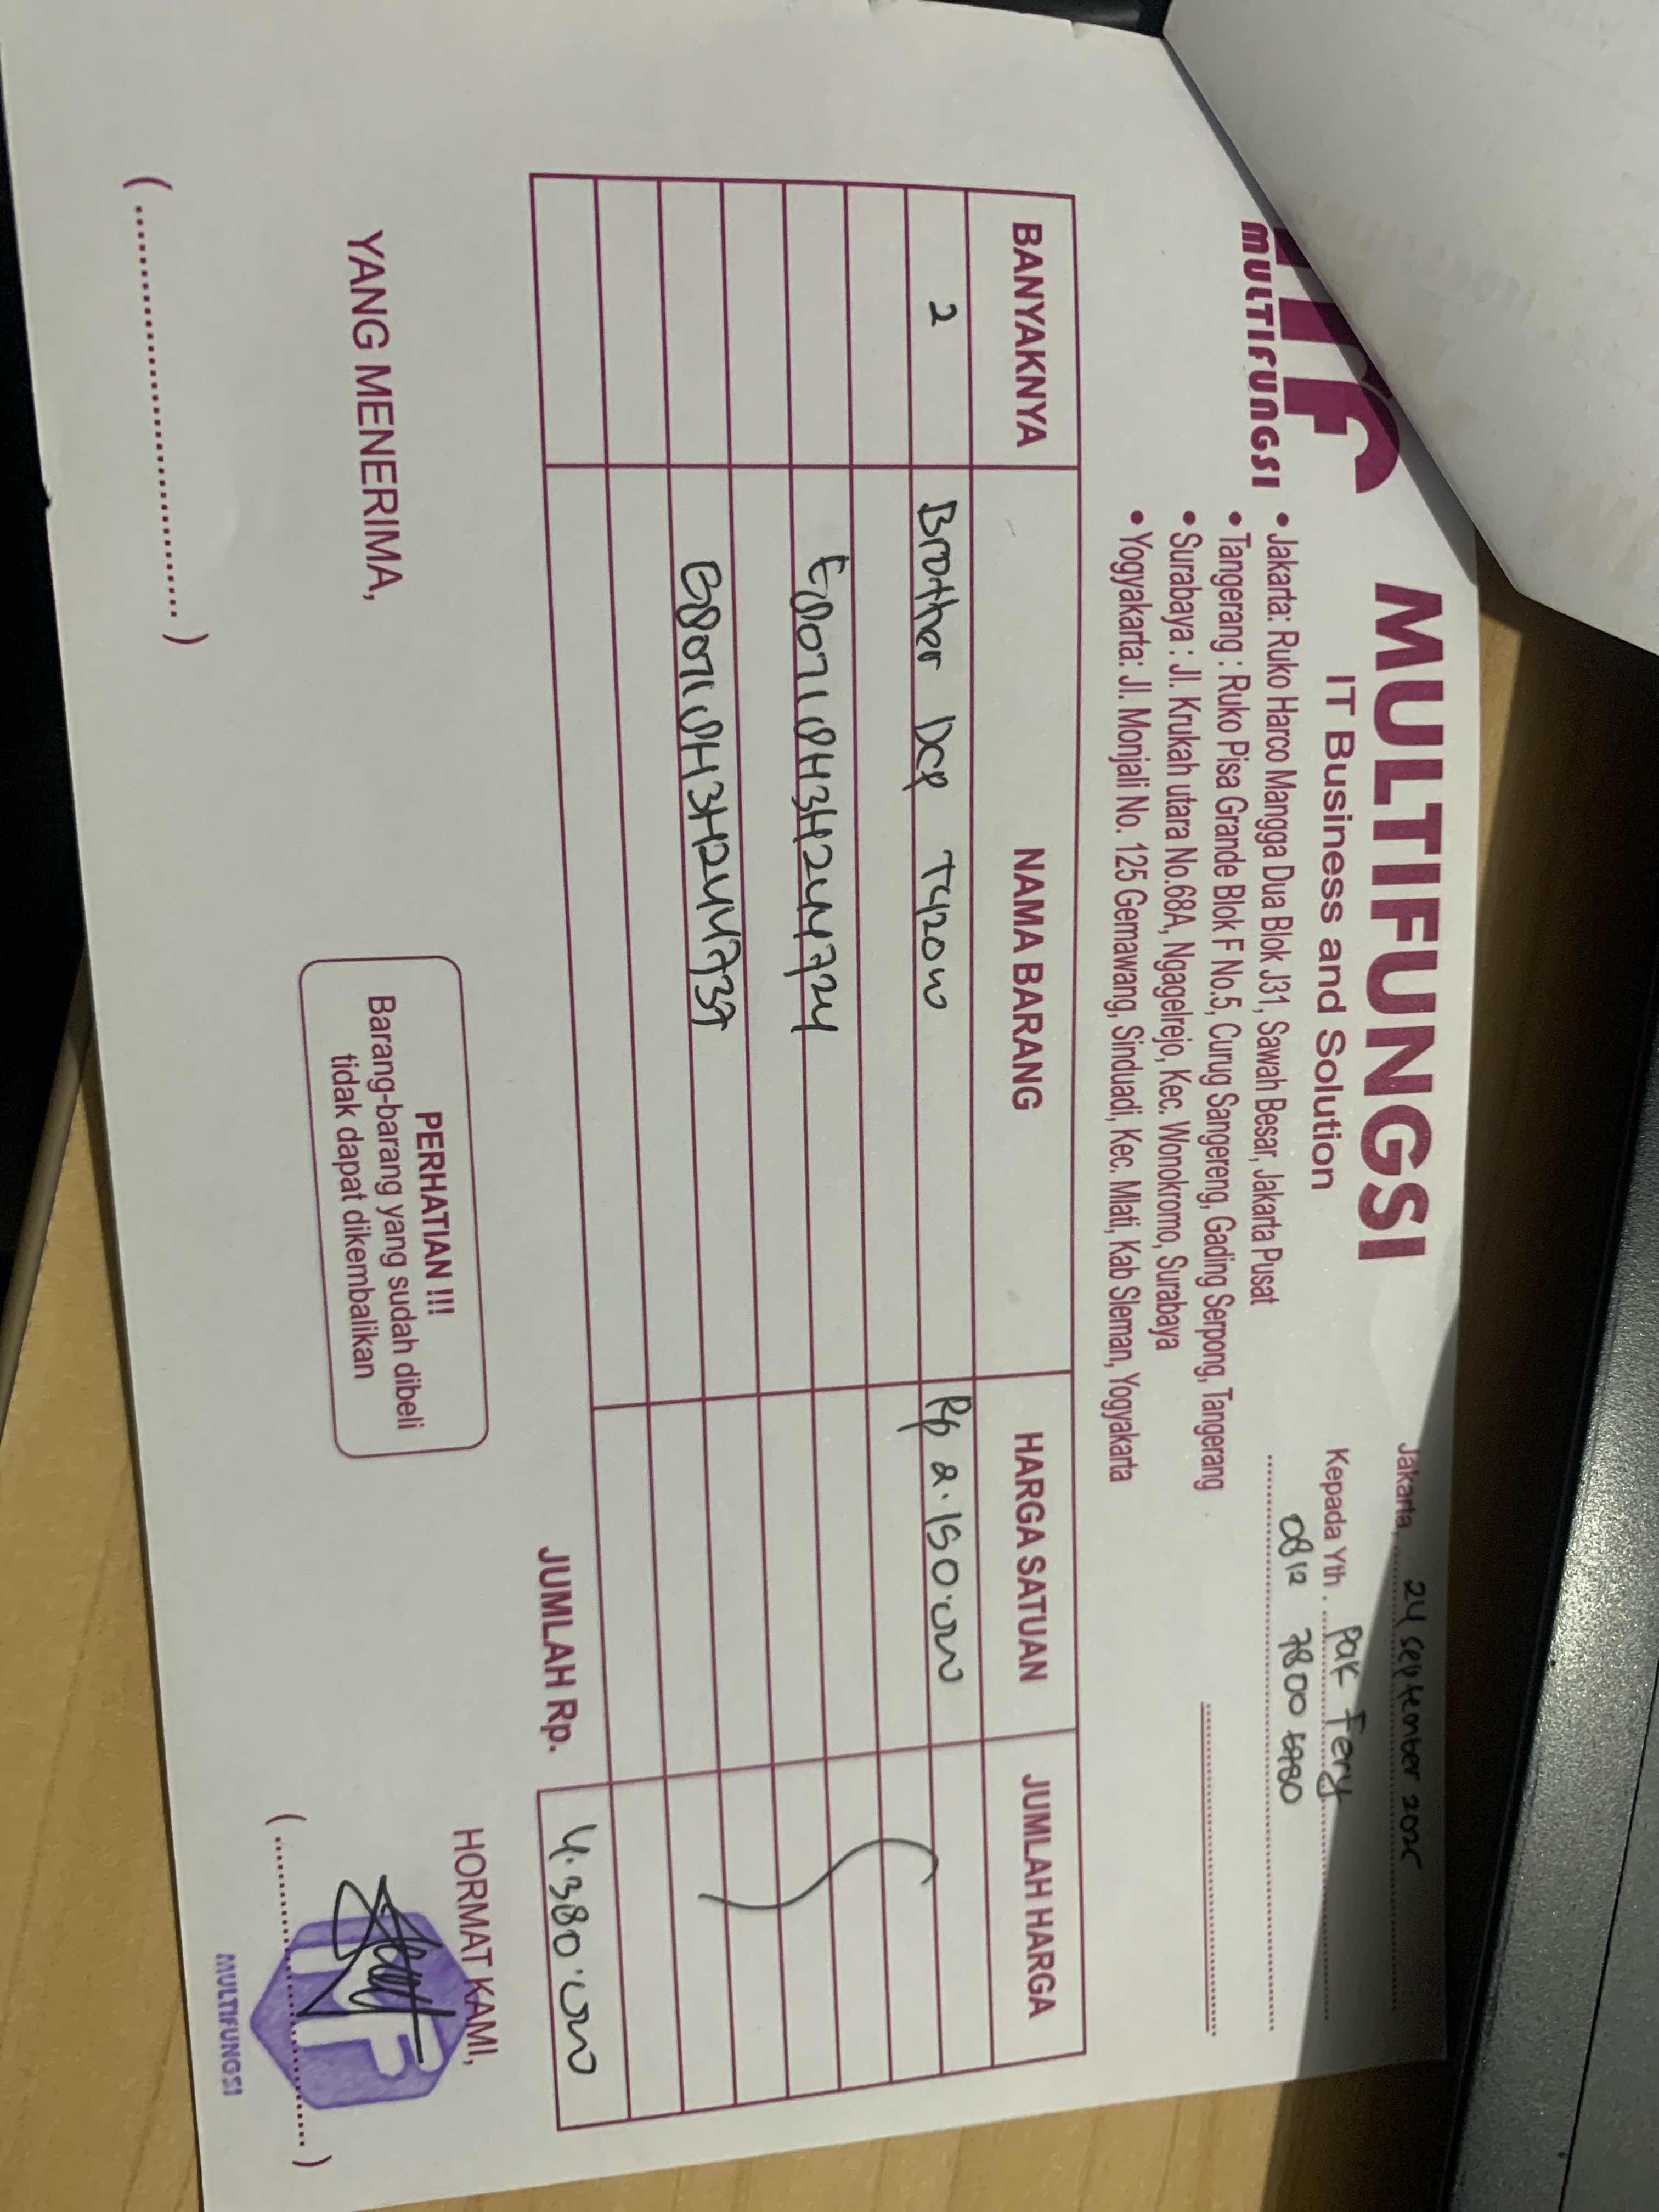 MULTIFUNGSI
IT Business and Solution
MULTIFUNGSI
• Jakarta: Ruko Harco Mangga Dua Blok J31, Sawah Besar, Jakarta Pusat
• Tangerang : Ruko Pisa Grande Blok F No.5, Curug Sangereng, Gading Serpong, Tangerang
• Surabaya : Jl. Krukah utara No.68A, Ngagelrejo, Kec. Wonokromo, Surabaya
• Yogyakarta: Jl. Monjali No. 125 Gemawang, Sinduadi, Kec. Mlati, Kab Sleman, Yogyakarta
Jakarta, 24 September 2025
Kepada Yth. Pak Fery
0812 7800
BANYAKNYA NAMA BARANG HARGA SATUAN JUMLAH HARGA
2 Brother Dcp T420W Rp 2.150.000
E80716H3H244724
E80716H3H244739
JUMLAH Rp. 4.380.000
YANG MENERIMA,
PERHATIAN !!!
Barang-barang yang sudah dibeli
tidak dapat dikembalikan
HORMAT KAMI,
MULTIFUNGSI